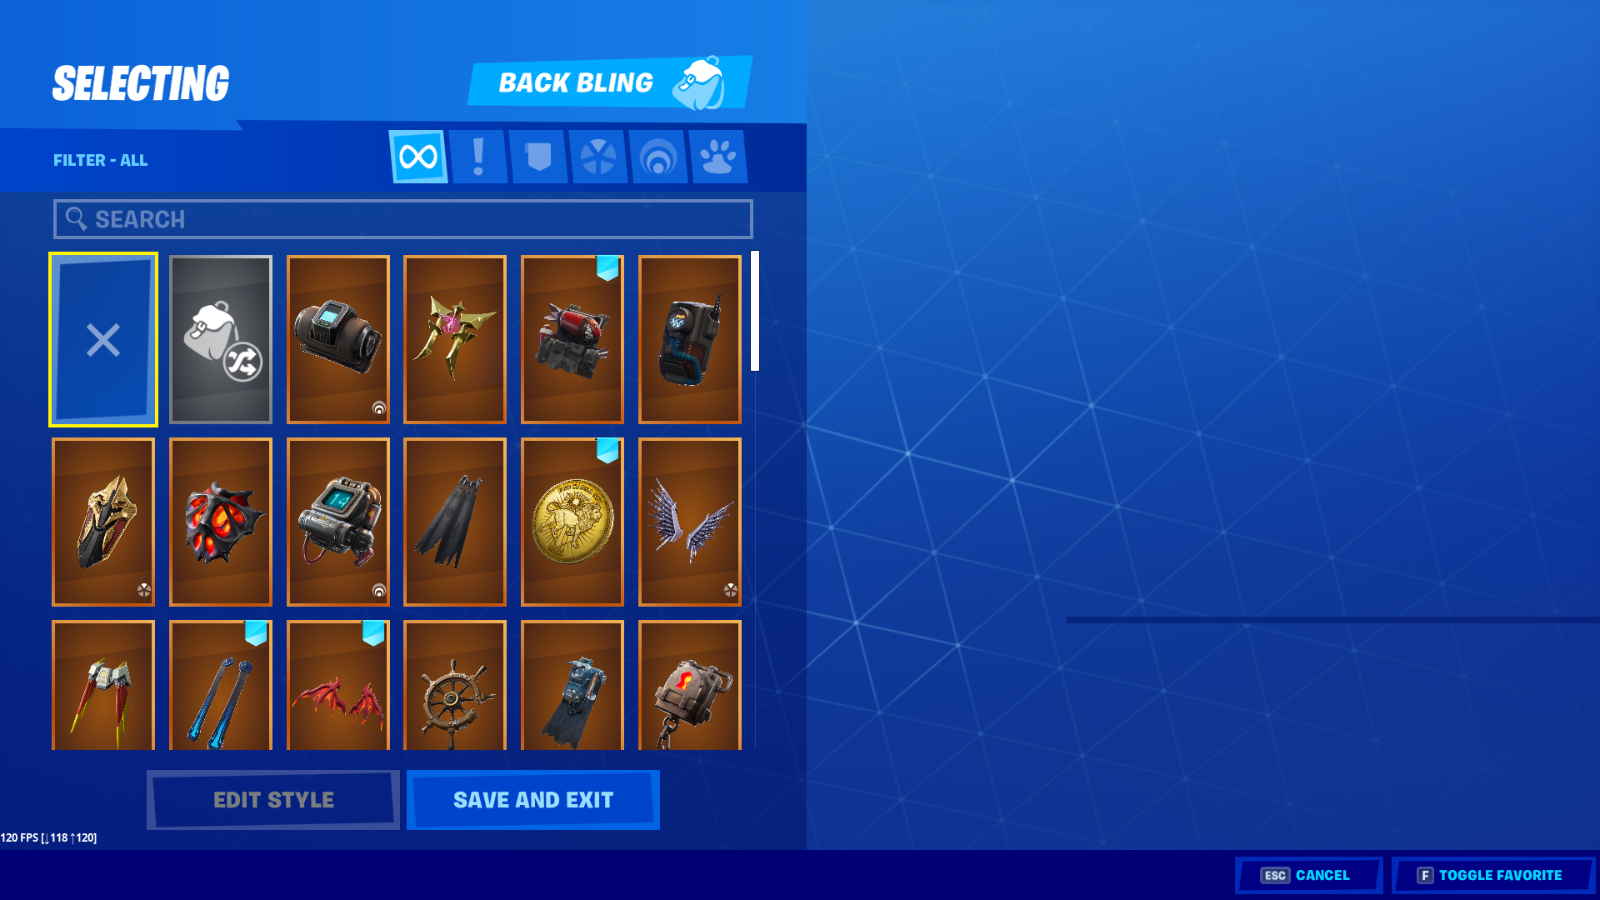 SELECTING
BACK BLING
FILTER - ALL
SEARCH
EDIT STYLE
SAVE AND EXIT
120 FPS [↓118 ↑120]
ESC CANCEL
F TOGGLE FAVORITE